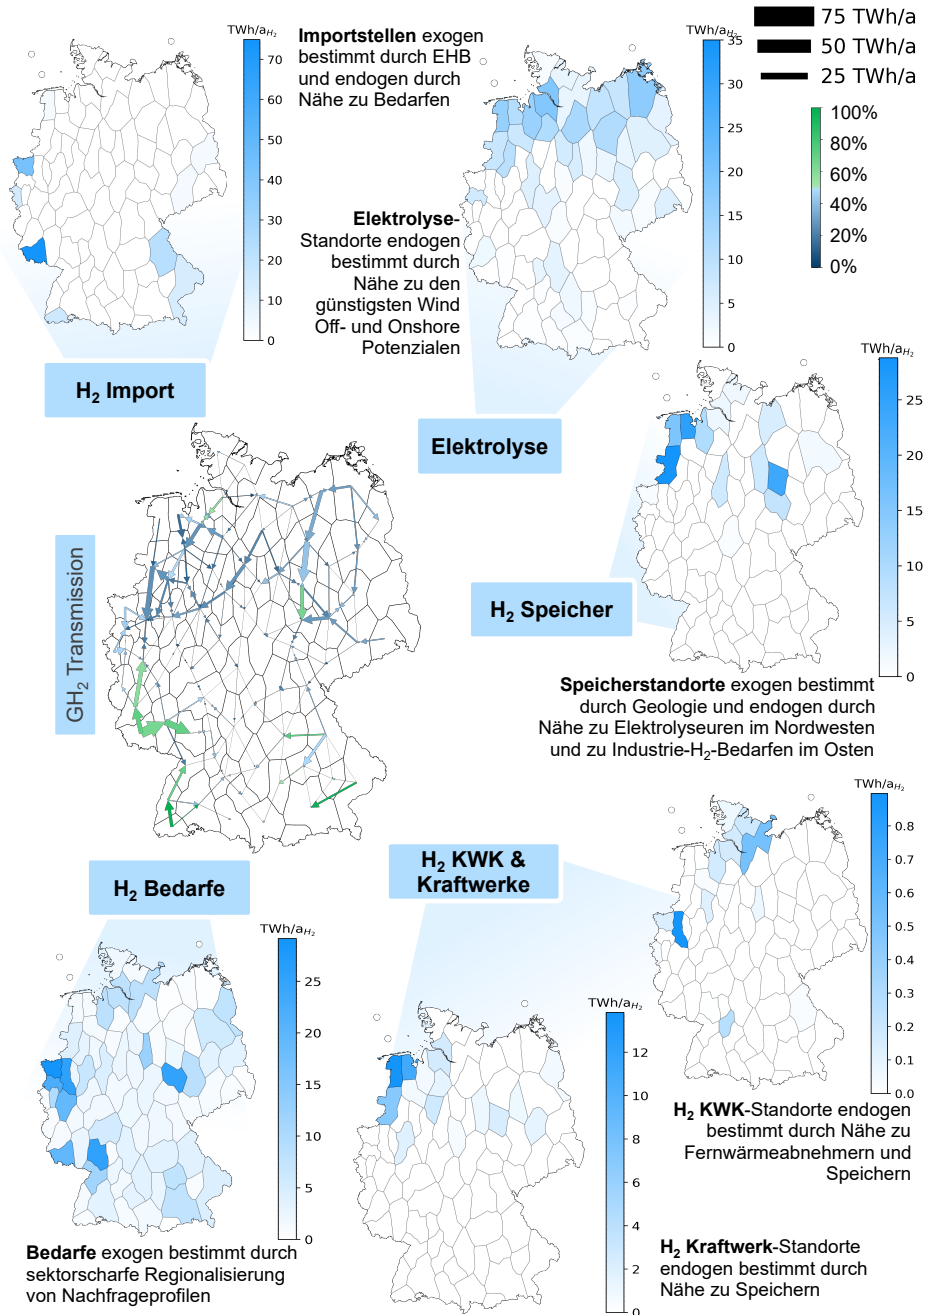 TWh/a_H₂
70
60
50
40
30
20
10
0
Importstellen exogen
bestimmt durch EHB
und endogen durch
Nähe zu Bedarfen
H₂ Import
TWh/a_H₂
35
30
25
20
15
10
5
0
75 TWh/a
50 TWh/a
25 TWh/a
100%
80%
60%
40%
20%
0%
Elektrolyse-
Standorte endogen
bestimmt durch
Nähe zu den
günstigsten Wind
Off- und Onshore
Potenzialen
Elektrolyse
TWh/a_H₂
25
20
15
10
5
0
H₂ Speicher
Speicherstandorte exogen bestimmt
durch Geologie und endogen durch
Nähe zu Elektrolyseuren im Nordwesten
und zu Industrie-H₂-Bedarfen im Osten
GH₂ Transmission
H₂ Bedarfe
TWh/a_H₂
25
20
15
10
5
0
Bedarfe exogen bestimmt durch
sektorscharfe Regionalisierung
von Nachfrageprofilen
H₂ KWK &
Kraftwerke
TWh/a_H₂
0.8
0.7
0.6
0.5
0.4
0.3
0.2
0.1
0.0
H₂ KWK-Standorte endogen
bestimmt durch Nähe zu
Fernwärmeabnehmern und
Speichern
TWh/a_H₂
12
10
8
6
4
2
0
H₂ Kraftwerk-Standorte
endogen bestimmt durch
Nähe zu Speichern